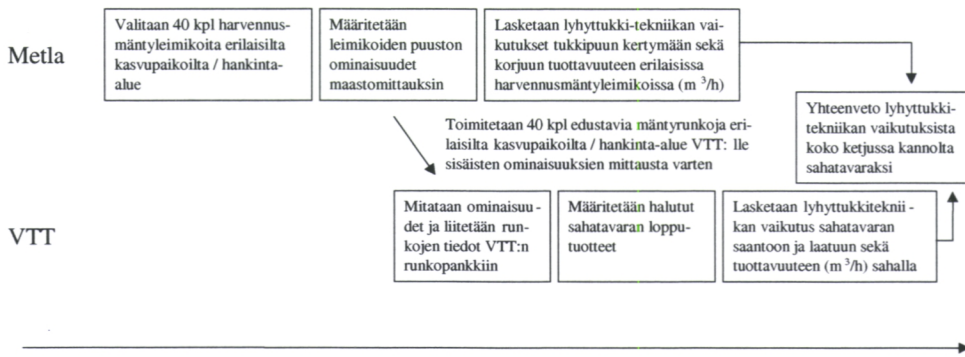 Metla
Valitaan 40 kpl harvennus-
mäntyleimikoita erilaisilta
kasvupaikoilta / hankinta-
alue
Määritetään
leimikoiden puuston
ominaisuudet
maastomittauksin
Lasketaan lyhyttukki-tekniikan vai-
kutukset tukkipuun kertymään sekä
korjuun tuottavuuteen erilaisissa
harvennusmäntyleimikoissa (m³/h)
Toimitetaan 40 kpl edustavia mäntyrunkoja eri-
laisilta kasvupaikoilta / hankinta-alue VTT: lle
sisäisten ominaisuuksien mittausta varten
Yhteenveto lyhyttukki-
tekniikan vaikutuksista
koko ketjussa kannolta
sahatavaraksi
VTT
Mitataan ominaisuu-
det ja liitetään run-
kojen tiedot VTT:n
runkopankkiin
Määritetään halutut
sahatavaran loppu-
tuotteet
Lasketaan lyhyttukkiteknii-
kan vaikutus sahatavaran
saantoon ja laatuun sekä
tuottavuuteen (m³/h) sahalla